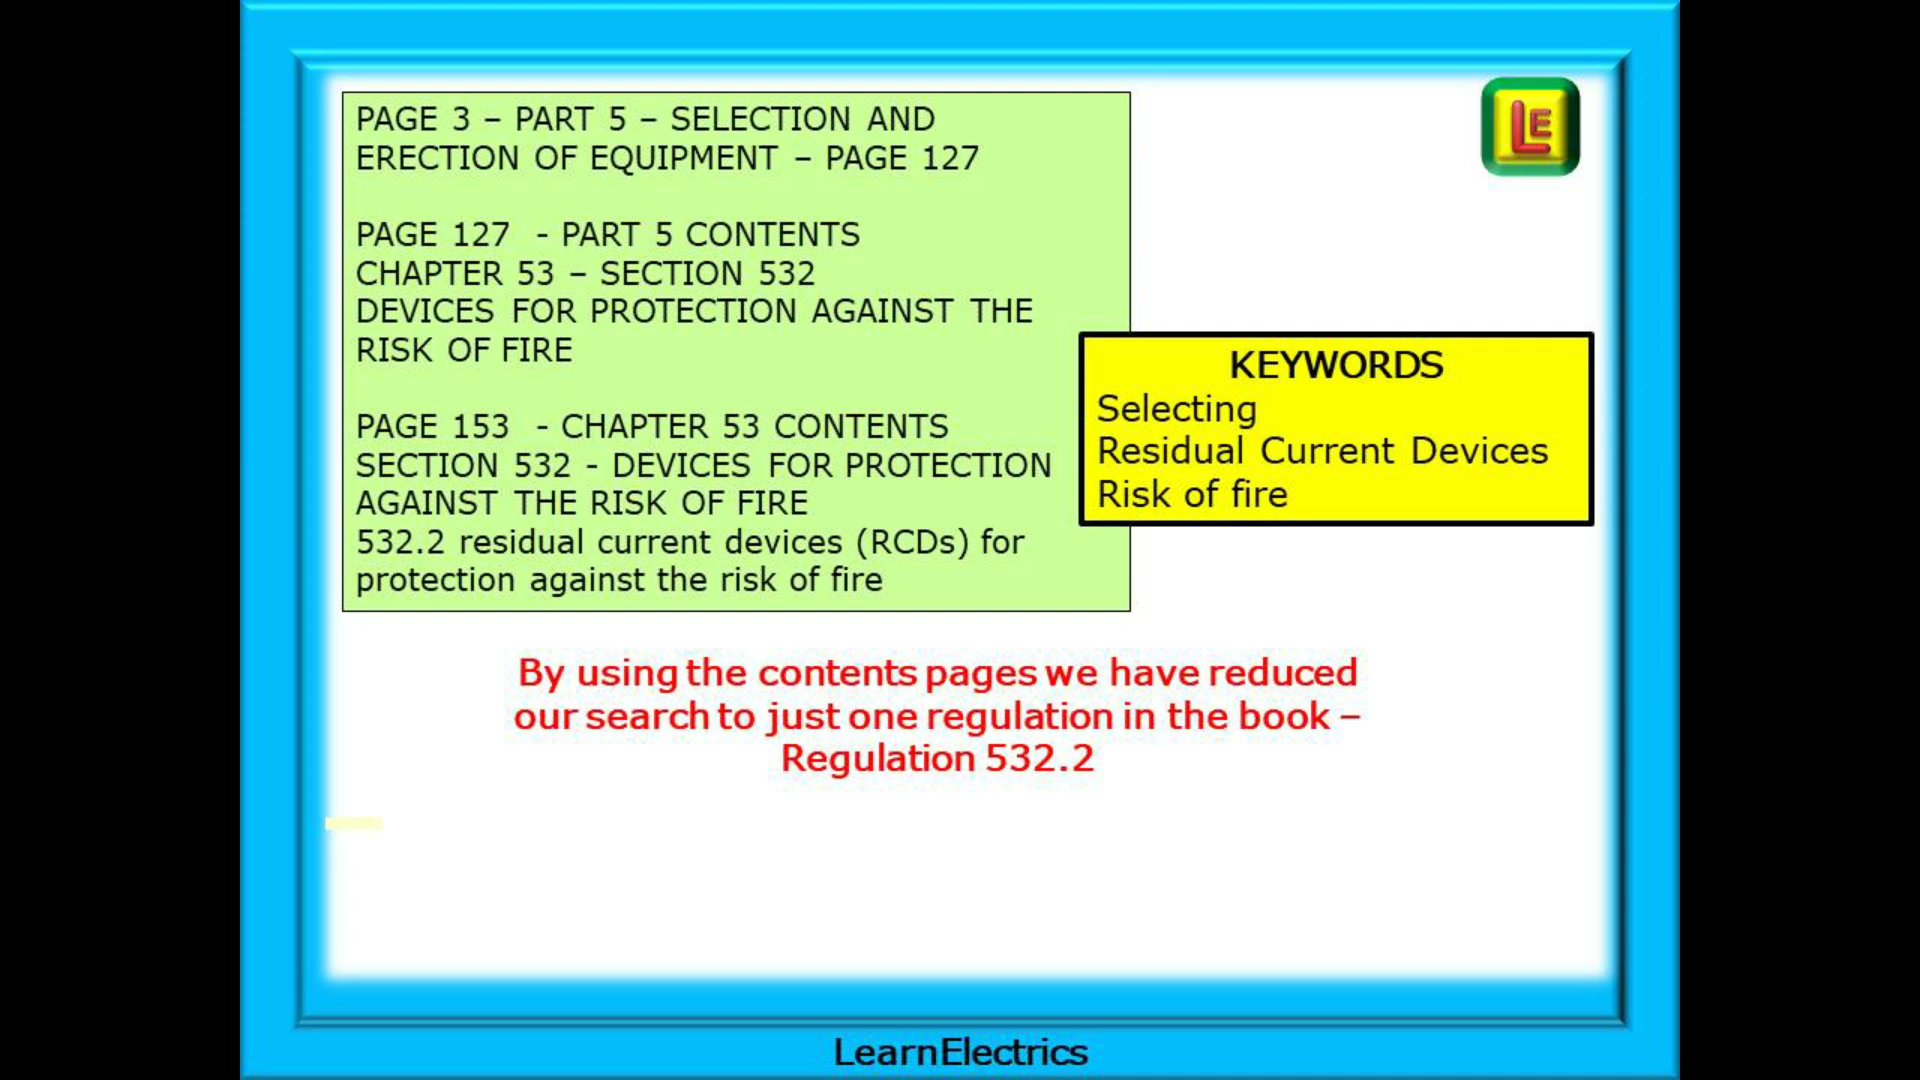 PAGE 3 – PART 5 – SELECTION AND
ERECTION OF EQUIPMENT – PAGE 127
PAGE 127 - PART 5 CONTENTS
CHAPTER 53 – SECTION 532
DEVICES FOR PROTECTION AGAINST THE
RISK OF FIRE
PAGE 153 - CHAPTER 53 CONTENTS
SECTION 532 - DEVICES FOR PROTECTION
AGAINST THE RISK OF FIRE
532.2 residual current devices (RCDs) for
protection against the risk of fire
LE
KEYWORDS
Selecting
Residual Current Devices
Risk of fire
By using the contents pages we have reduced
our search to just one regulation in the book –
Regulation 532.2
LearnElectrics